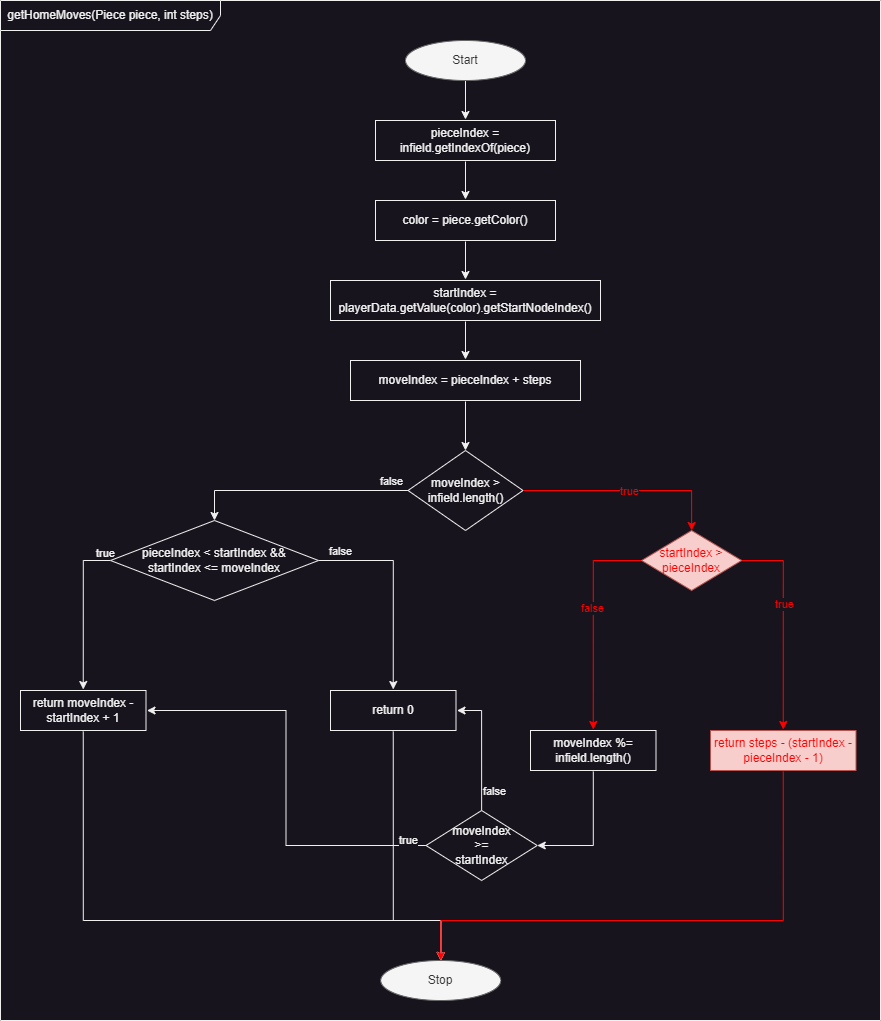 getHomeMoves(Piece piece, int steps)
Start
pieceIndex =
infield.getIndexOf(piece)
color = piece.getColor()
startIndex =
playerData.getValue(color).getStartNodeIndex()
moveIndex = pieceIndex + steps
moveIndex >
infield.length()
false
true
pieceIndex < startIndex &&
startIndex <= moveIndex
true
false
startIndex >
pieceIndex
false
true
return moveIndex -
startIndex + 1
return 0
moveIndex %=
infield.length()
return steps - (startIndex -
pieceIndex - 1)
false
true
moveIndex
>=
startIndex
Stop